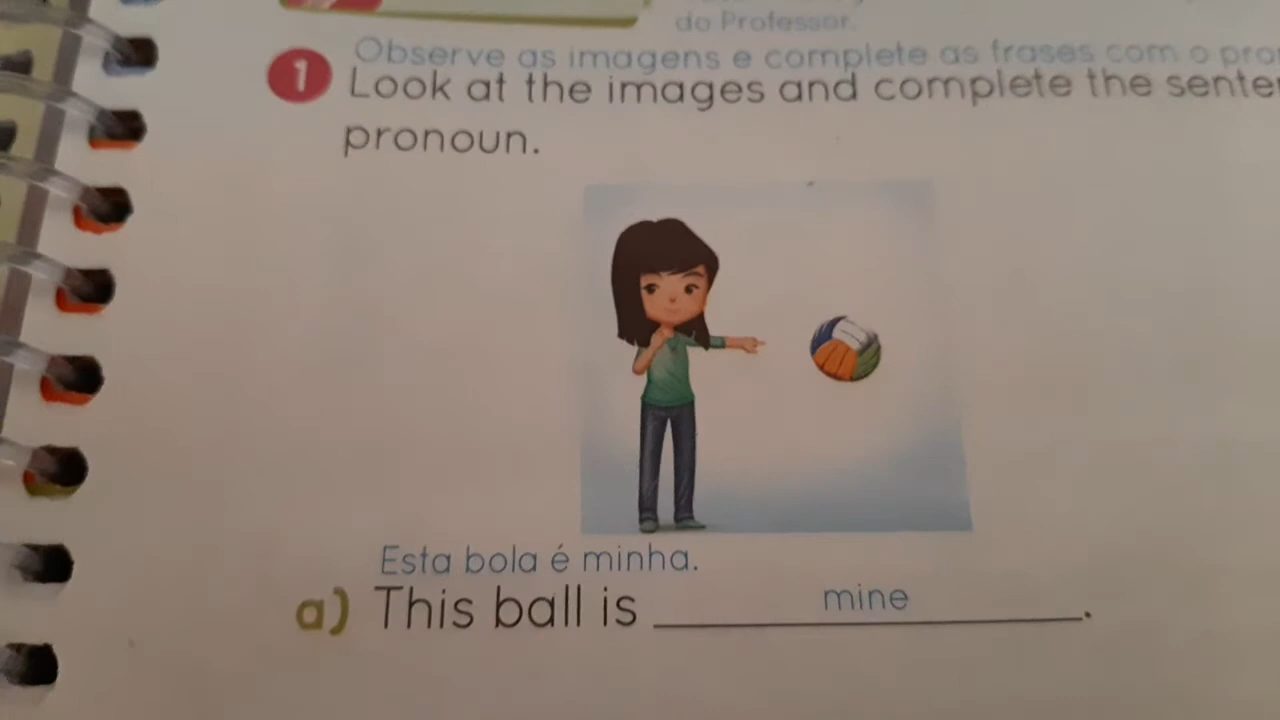 do Professor.
Observe as imagens e complete as frases com o
1 Look at the images and complete the
pronoun.
Esta bola é minha.
a) This ball is mine.